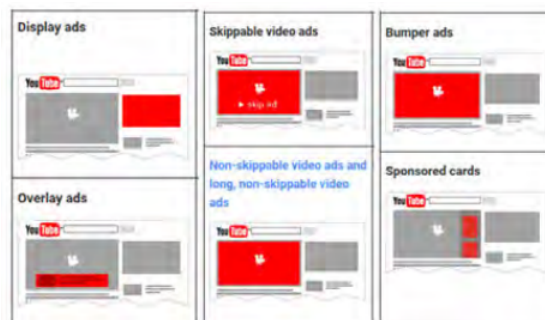 Display ads
YouTube
Overlay ads
YouTube
Skippable video ads
YouTube
▶ skip ad
Non-skippable video ads and
long, non-skippable video
ads
YouTube
Bumper ads
YouTube
Sponsored cards
YouTube